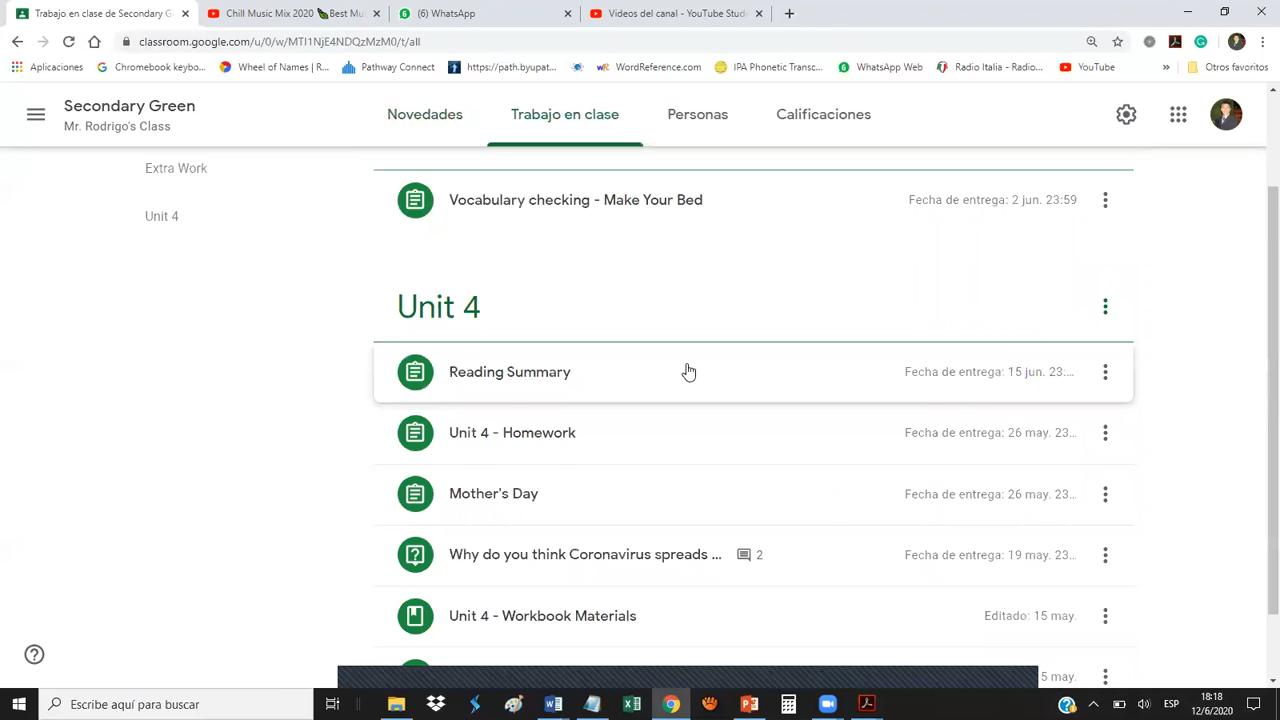 Trabajo en clase de Secondary G
Chill Music Mix 2020
Best Mu
(6) WhatsApp
Videos del canal - YouTube Stud
classroom.google.com/u/0/w/MTI1NjE4NDQzMzM0/t/all
Aplicaciones
Chromebook keybo...
Wheel of Names | R...
Pathway Connect
https://path.byupat...
WordReference.com
IPA Phonetic Transc...
WhatsApp Web
Radio Italia - Radio...
YouTube
»
Otros favoritos
Secondary Green
Mr. Rodrigo's Class
Novedades
Trabajo en clase
Personas
Calificaciones
Extra Work
Unit 4
Vocabulary checking - Make Your Bed
Fecha de entrega: 2 jun. 23:59
Unit 4
Reading Summary
Fecha de entrega: 15 jun. 23:...
Unit 4 - Homework
Fecha de entrega: 26 may. 23...
Mother's Day
Fecha de entrega: 26 may. 23...
Why do you think Coronavirus spreads ...
2
Fecha de entrega: 19 may. 23...
Unit 4 - Workbook Materials
Editado: 15 may.
5 may.
Escribe aquí para buscar
ESP
18:18
12/6/2020